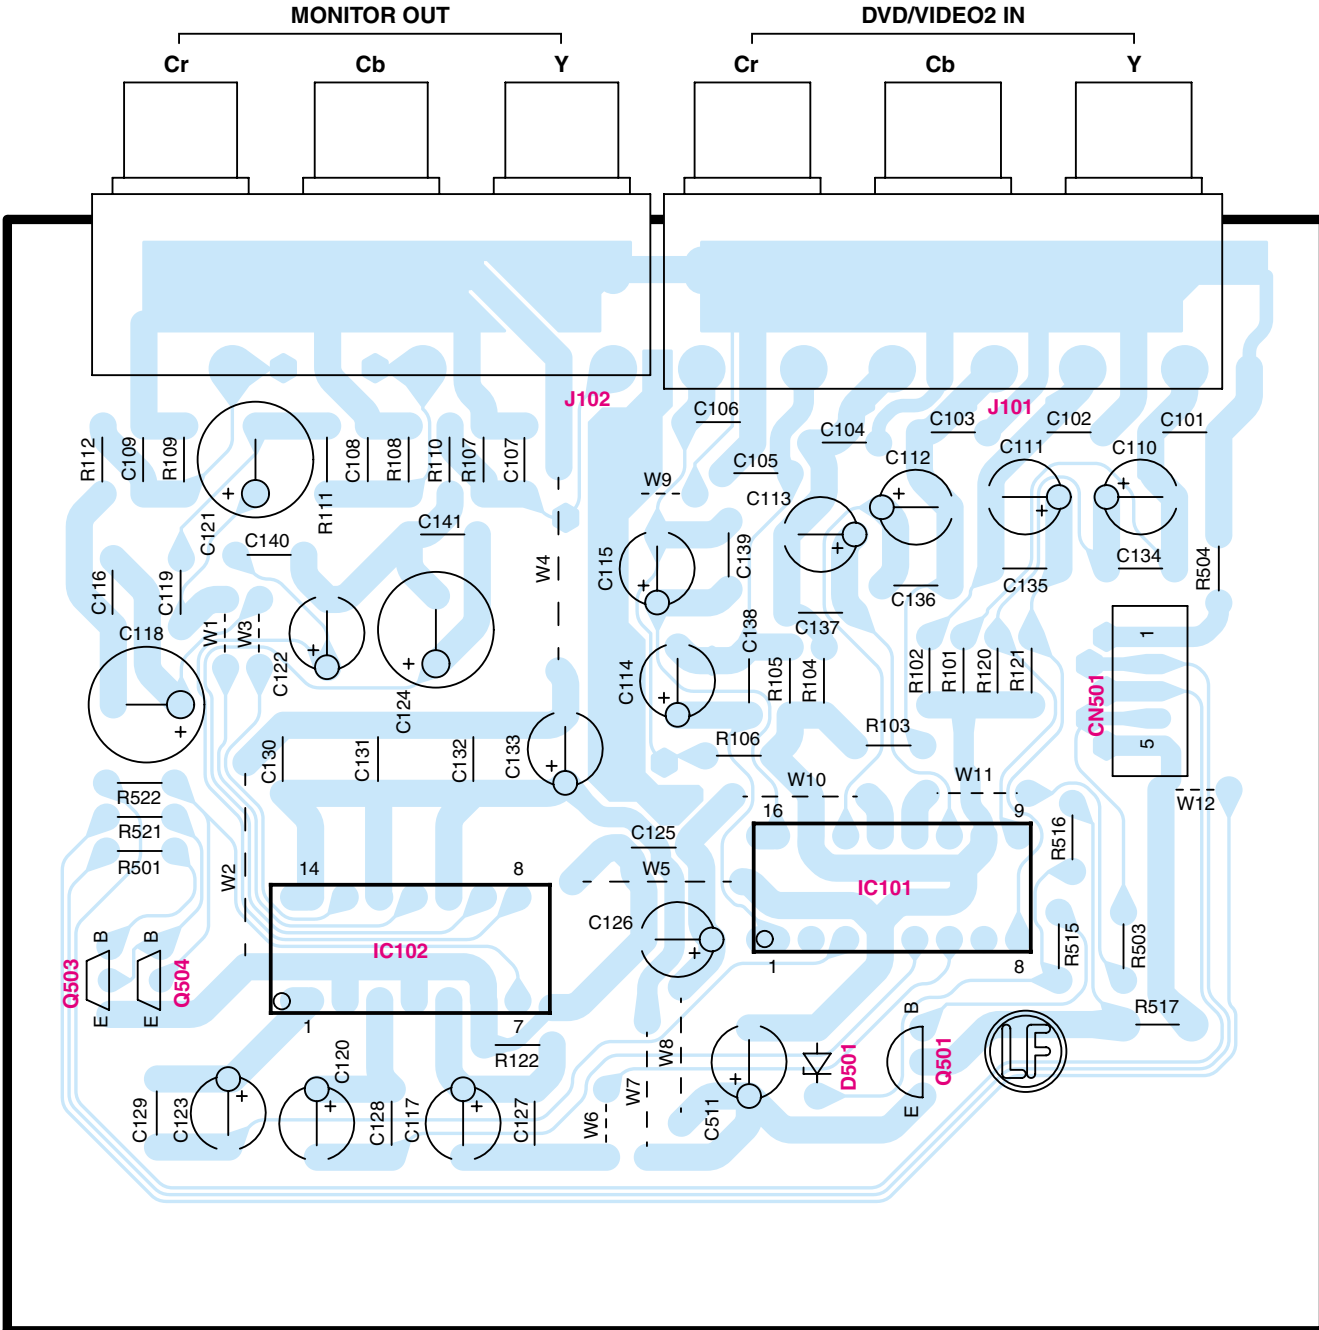 MONITOR OUT DVD/VIDEO2 IN
Cr Cb Y Cr Cb Y
J102 J101
C106 C103 C102 C101
C104
R112 C109 R109 C108 R108 R110 R107 C107
C105 C112 C111 C110
W9
C113
+ + + +
R111
C121 C141
C140 W4 C115 C139 C134 R504
+
C116 C119 C135
C136
C118 W1 W3 C138 C137 1
+
C122 C114 R105 R104 R102 R101 R120 R121
+ +
C124 CN501
+
R103
C130 C131 C132 C133 R106 5
+
W10 W11
R522 W12
16 9
R521 C125 R516
R501 W2 14 8 W5
IC101
C126
B B IC102 + R515 R503
Q503 Q504 1 8
E E 1 7 B R517
R122 W8
C120 D501 Q501 LF
+ W7
+ + +
C129 C123 C128 C117 C127 W6 C511 E